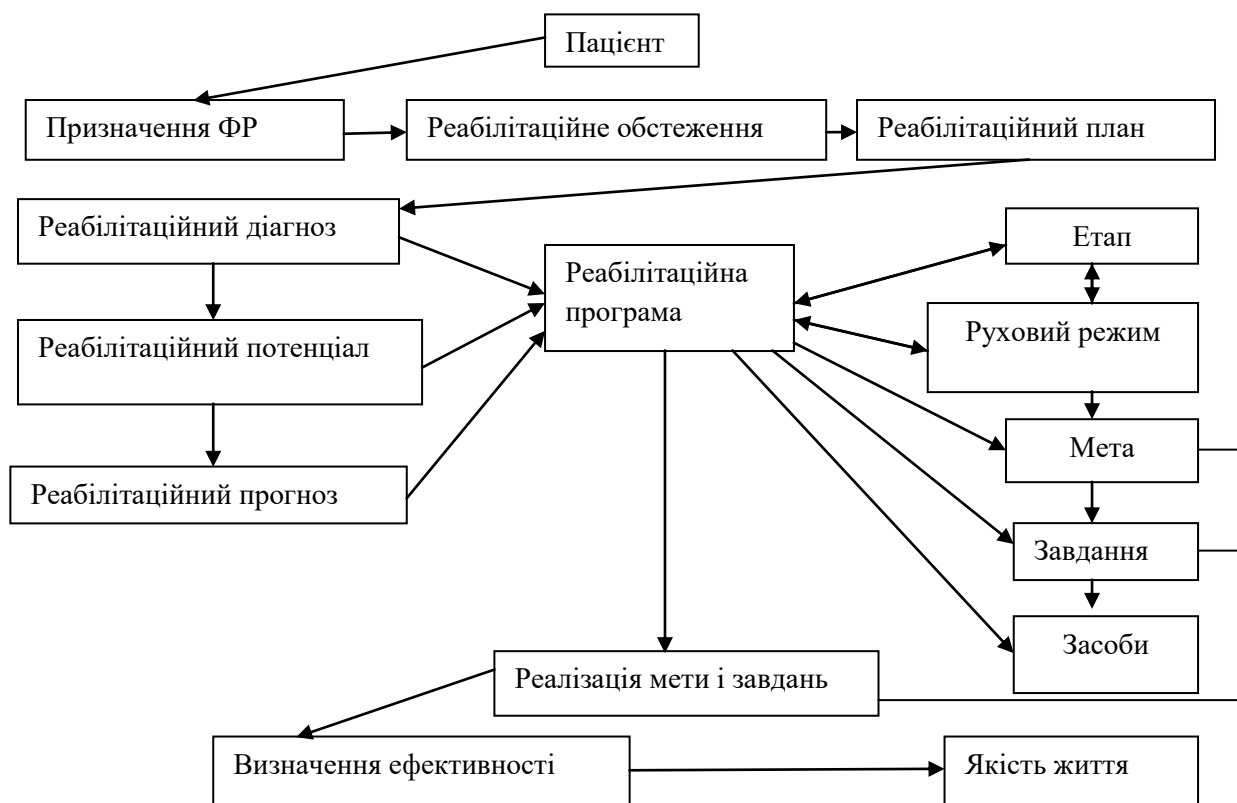 Пацієнт
Призначення ФР
Реабілітаційне обстеження
Реабілітаційний план
Реабілітаційний діагноз
Етап
Реабілітаційна
програма
Руховий режим
Реабілітаційний потенціал
Мета
Реабілітаційний прогноз
Завдання
Засоби
Реалізація мети і завдань
Визначення ефективності
Якість життя